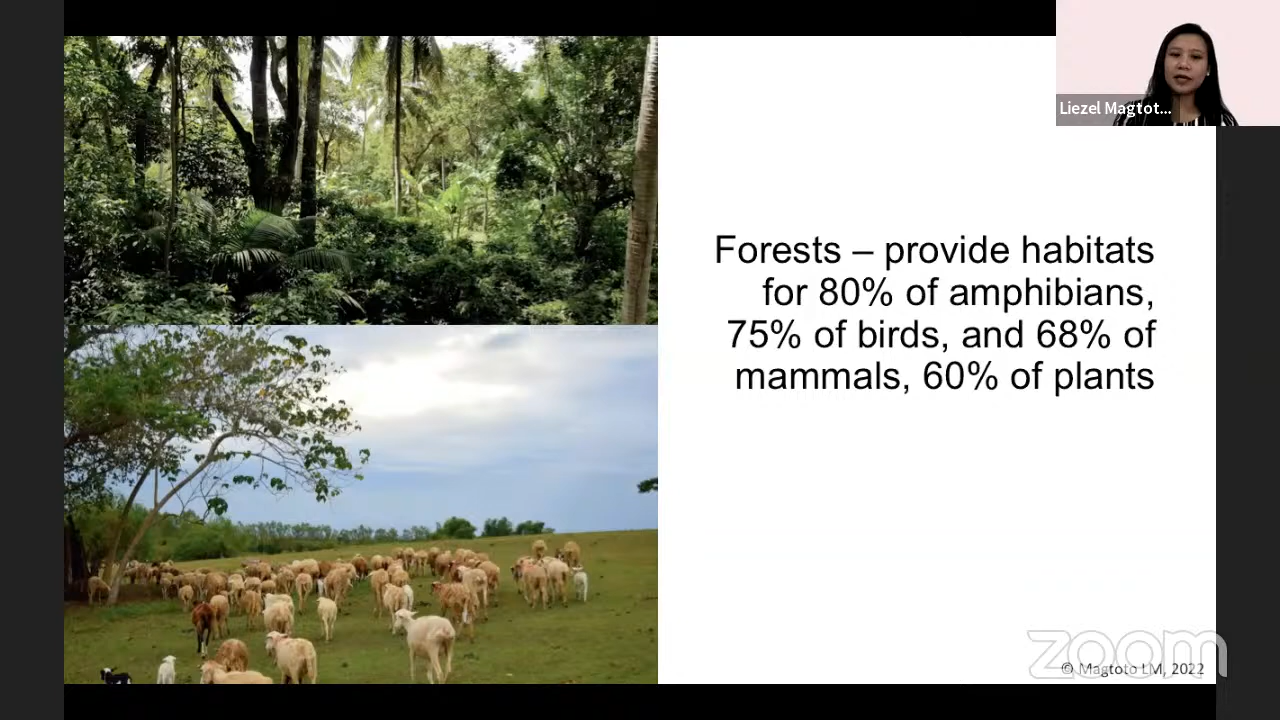 Liezel Magtot...
Forests – provide habitats
for 80% of amphibians,
75% of birds, and 68% of
mammals, 60% of plants
zoom
© Magtoto LM, 2022